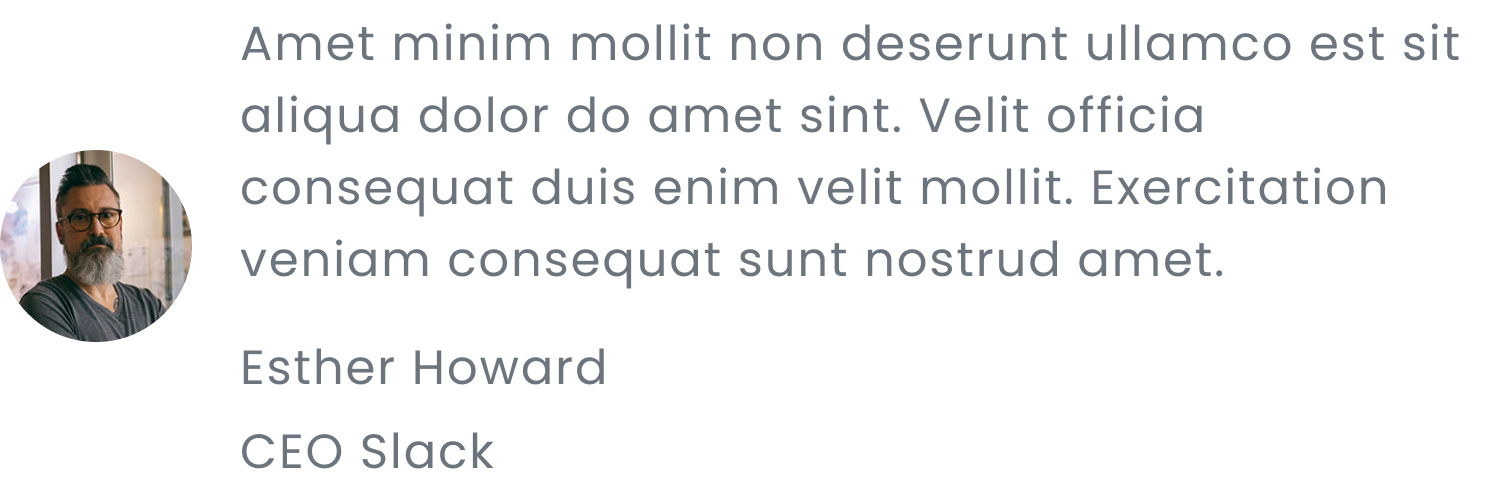 Amet minim mollit non deserunt ullamco est sit
aliqua dolor do amet sint. Velit officia
consequat duis enim velit mollit. Exercitation
veniam consequat sunt nostrud amet.
Esther Howard
CEO Slack